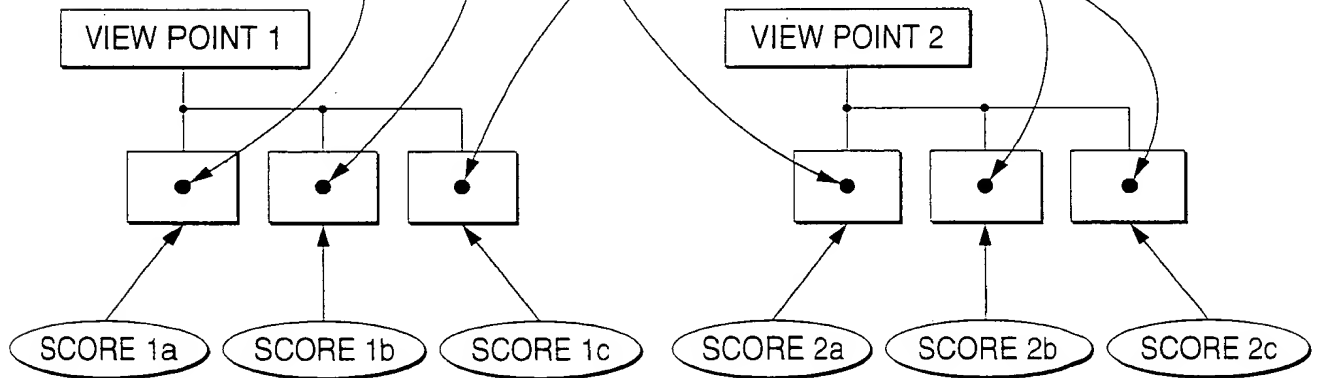 VIEW POINT 1
VIEW POINT 2
SCORE 1a
SCORE 1b
SCORE 1c
SCORE 2a
SCORE 2b
SCORE 2c